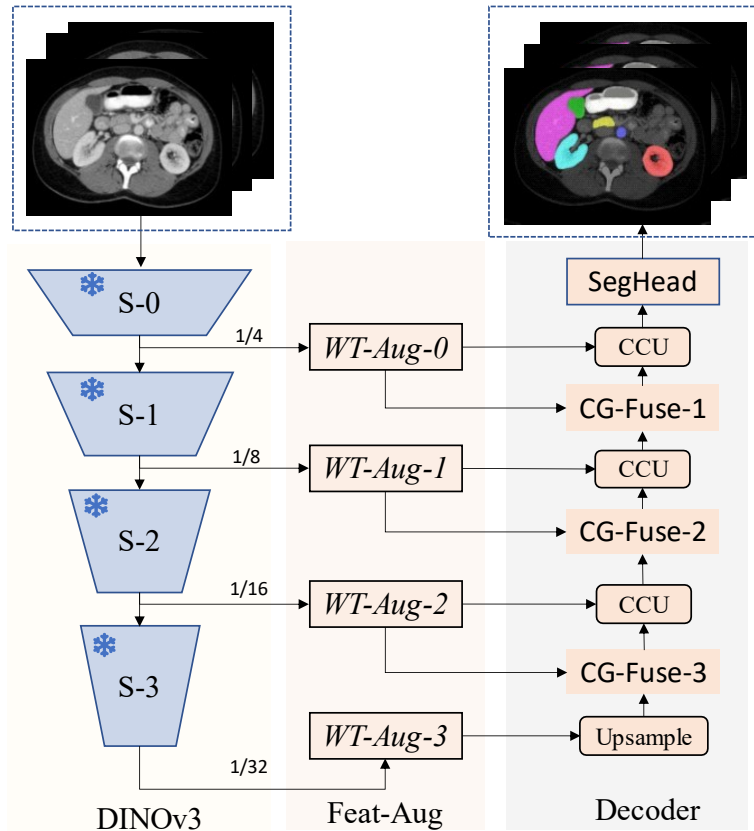 S-0
1/4
WT-Aug-0
SegHead
CCU
CG-Fuse-1
S-1
1/8
WT-Aug-1
CCU
CG-Fuse-2
S-2
1/16
WT-Aug-2
CCU
CG-Fuse-3
S-3
1/32
WT-Aug-3
Upsample
DINOv3
Feat-Aug
Decoder